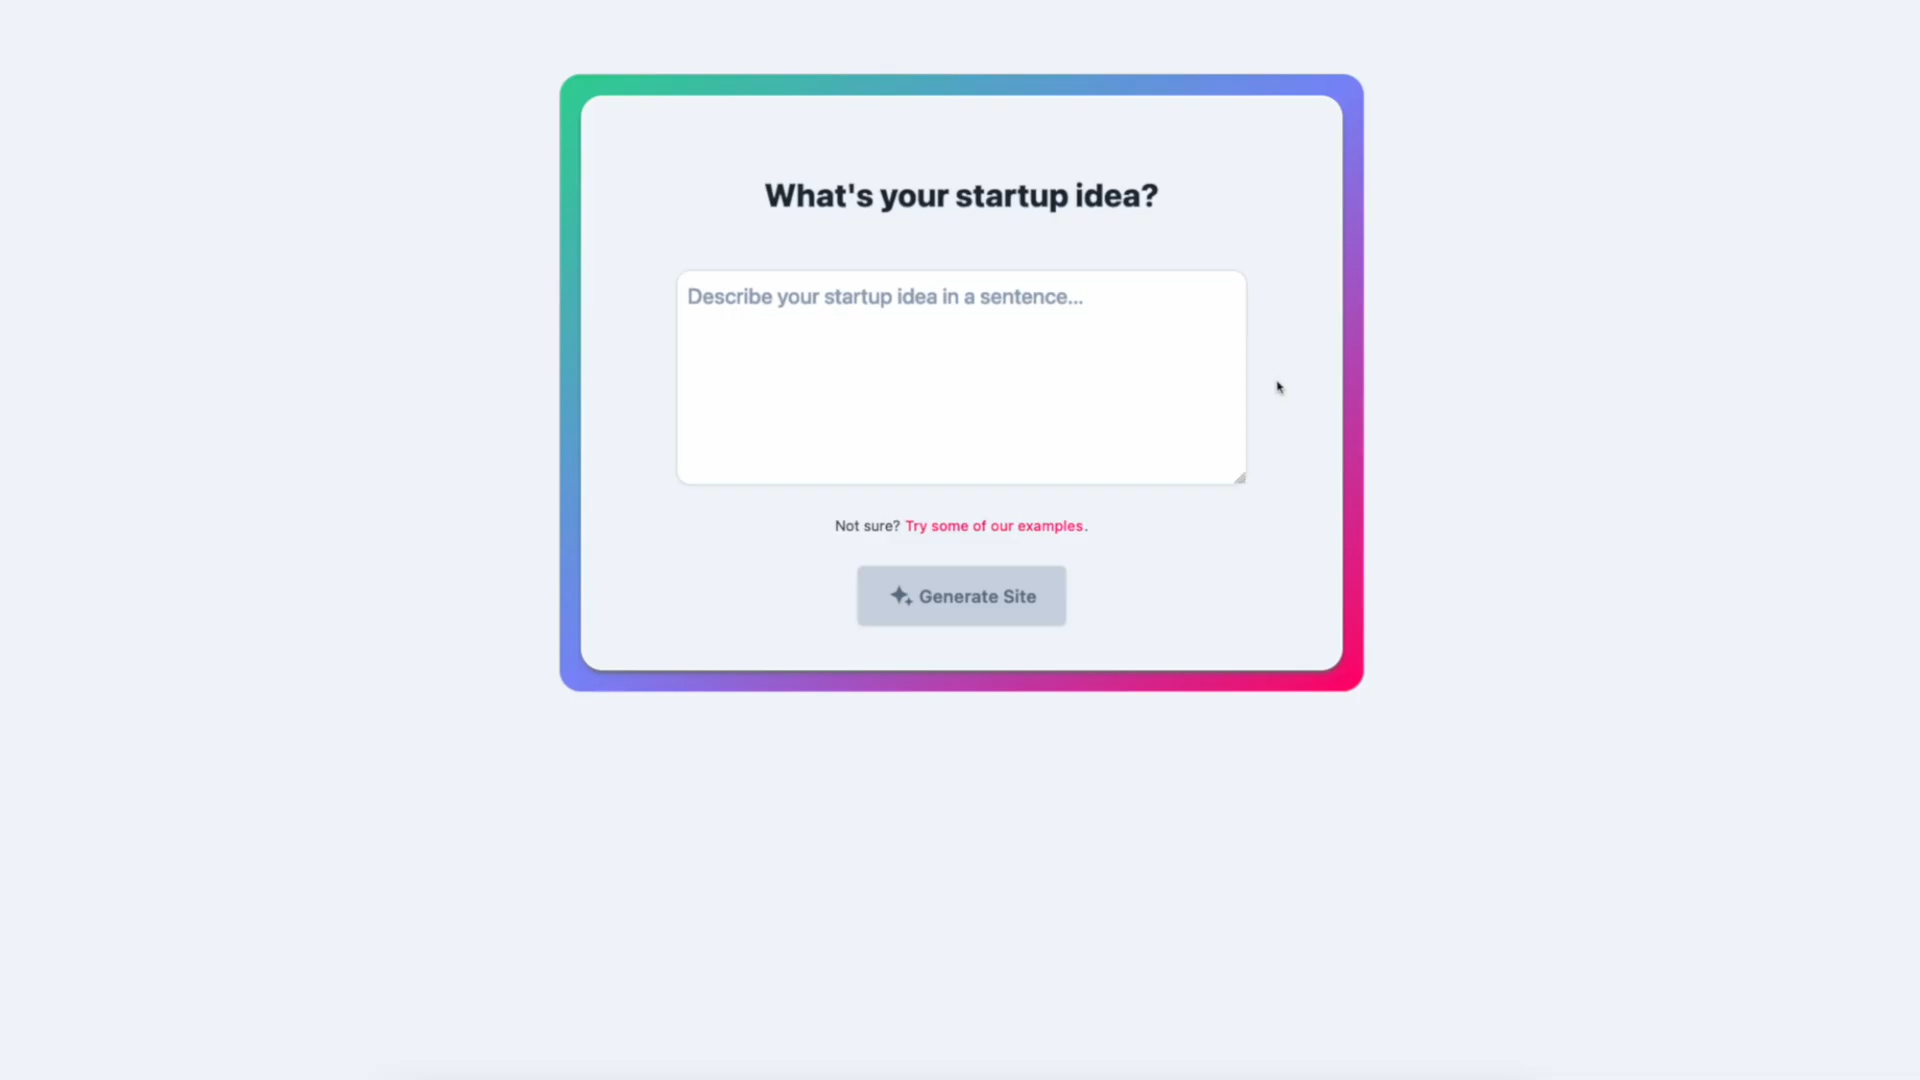 What's your startup idea?
Describe your startup idea in a sentence...
Not sure? Try some of our examples.
Generate Site